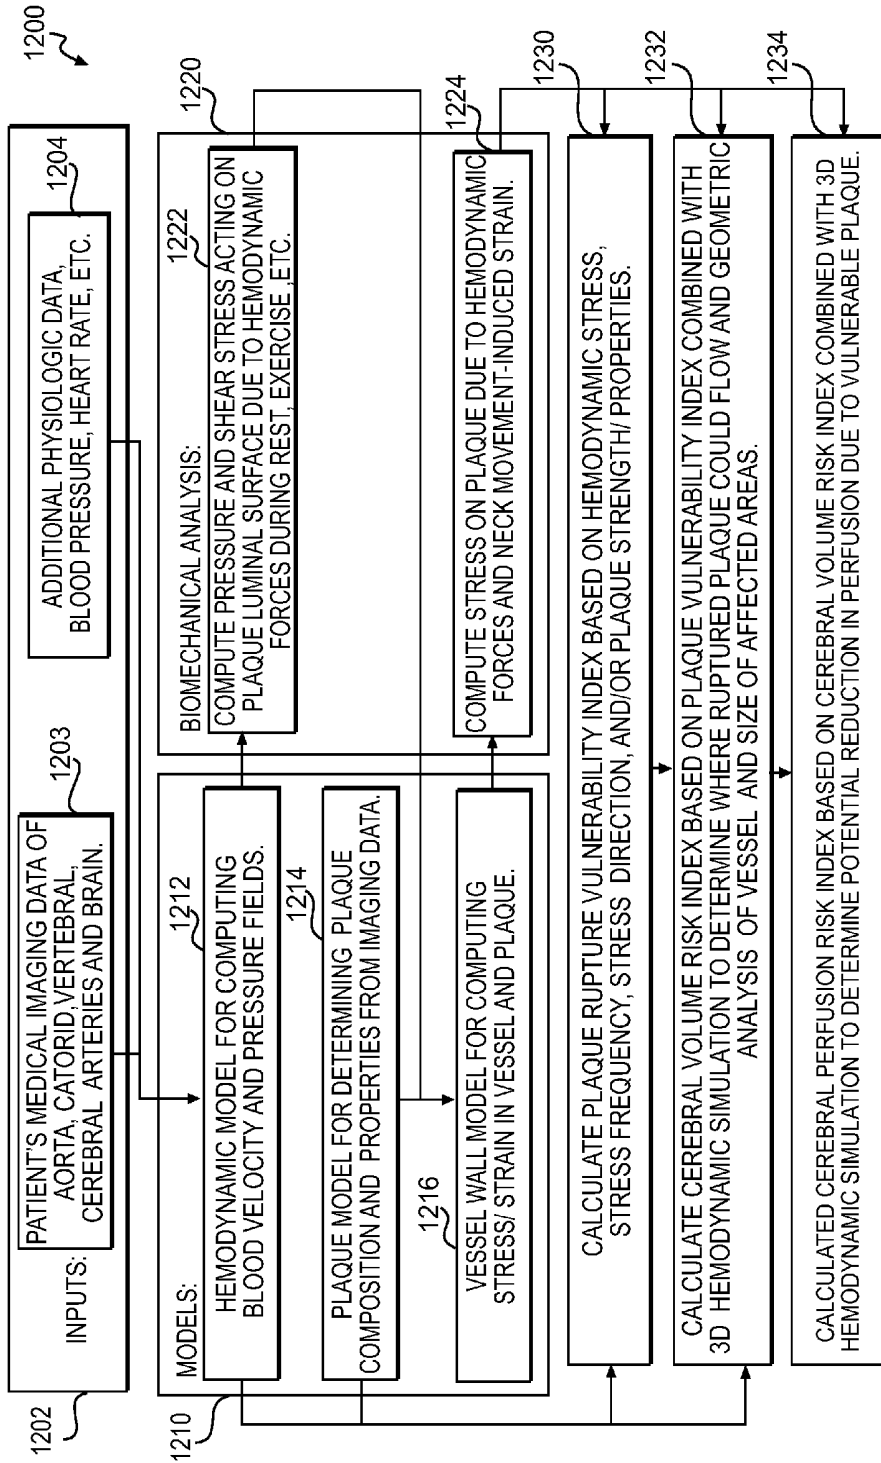 1200
INPUTS:
1202
PATIENT'S MEDICAL IMAGING DATA OF
AORTA, CATORID,VERTEBRAL,
CEREBRAL ARTERIES AND BRAIN.
1203
ADDITIONAL PHYSIOLOGIC DATA,
BLOOD PRESSURE, HEART RATE, ETC.
1204
MODELS:
1210
HEMODYNAMIC MODEL FOR COMPUTING
BLOOD VELOCITY AND PRESSURE FIELDS.
1212
PLAQUE MODEL FOR DETERMINING PLAQUE
COMPOSITION AND PROPERTIES FROM IMAGING DATA.
1214
VESSEL WALL MODEL FOR COMPUTING
STRESS/ STRAIN IN VESSEL AND PLAQUE.
1216
BIOMECHANICAL ANALYSIS:
1220
1222
COMPUTE PRESSURE AND SHEAR STRESS ACTING ON
PLAQUE LUMINAL SURFACE DUE TO HEMODYNAMIC
FORCES DURING REST, EXERCISE ,ETC.
1224
COMPUTE STRESS ON PLAQUE DUE TO HEMODYNAMIC
FORCES AND NECK MOVEMENT-INDUCED STRAIN.
1230
CALCULATE PLAQUE RUPTURE VULNERABILITY INDEX BASED ON HEMODYNAMIC STRESS,
STRESS FREQUENCY, STRESS DIRECTION, AND/OR PLAQUE STRENGTH/ PROPERTIES.
1232
CALCULATE CEREBRAL VOLUME RISK INDEX BASED ON PLAQUE VULNERABILITY INDEX COMBINED WITH
3D HEMODYNAMIC SIMULATION TO DETERMINE WHERE RUPTURED PLAQUE COULD FLOW AND GEOMETRIC
ANALYSIS OF VESSEL AND SIZE OF AFFECTED AREAS.
1234
CALCULATED CEREBRAL PERFUSION RISK INDEX BASED ON CEREBRAL VOLUME RISK INDEX COMBINED WITH 3D
HEMODYNAMIC SIMULATION TO DETERMINE POTENTIAL REDUCTION IN PERFUSION DUE TO VULNERABLE PLAQUE.